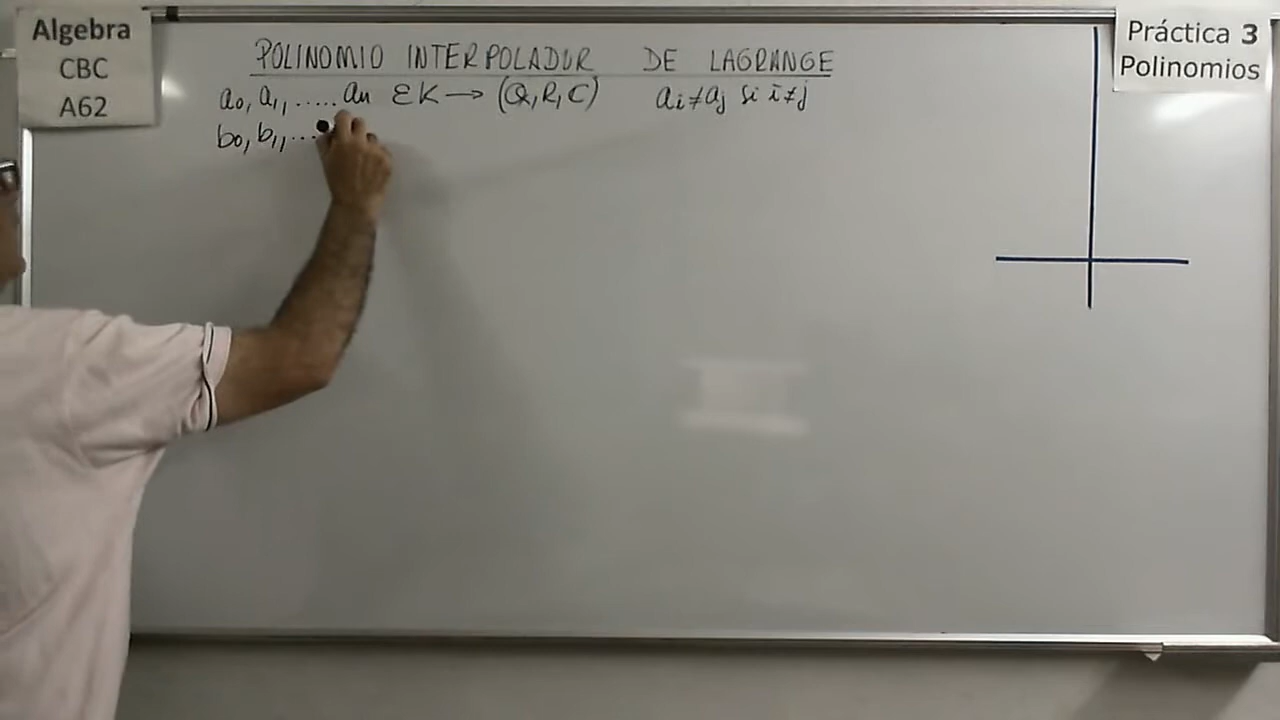 Algebra
CBC
A62
POLINOMIO INTERPOLADOR DE LAGRANGE
a0, a1, ..... an ε K → (Q, R, C) ai ≠ aj si i ≠ j
b0, b1, ...
Práctica 3
Polinomios